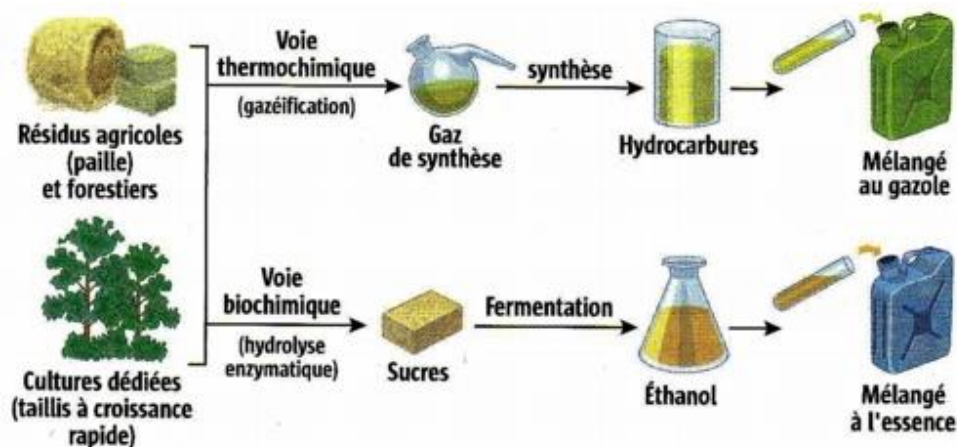 Résidus agricoles
(paille)
et forestiers
Voie
thermochimique
(gazéification)
Gaz
de synthèse
synthèse
Hydrocarbures
Mélangé
au gazole
Cultures dédiées
(taillis à croissance
rapide)
Voie
biochimique
(hydrolyse
enzymatique)
Sucres
Fermentation
Éthanol
Mélangé
à l'essence